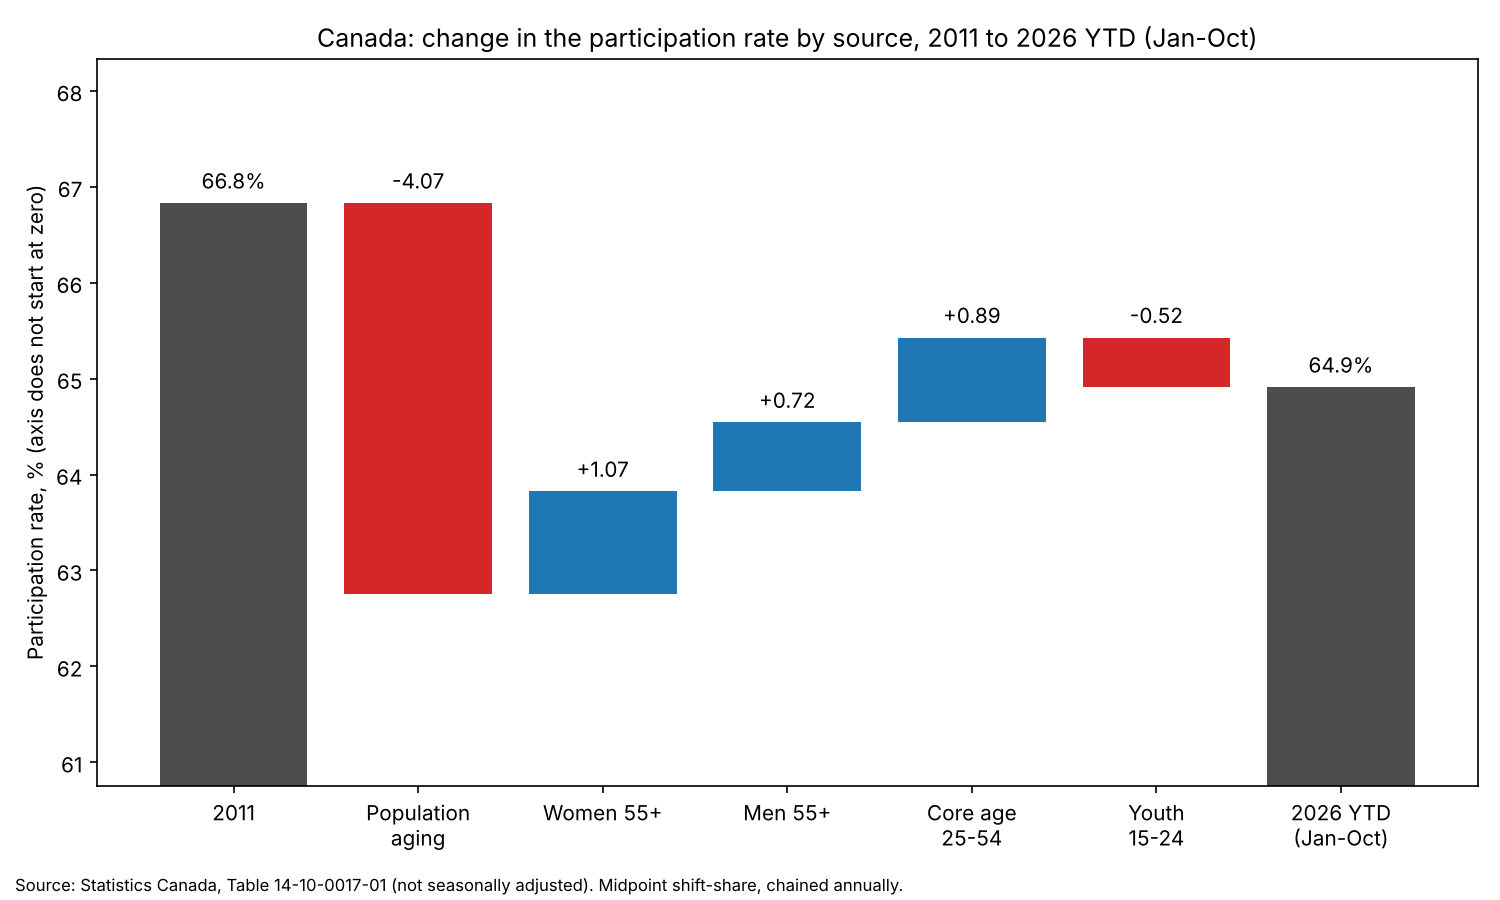 Canada: change in the participation rate by source, 2011 to 2026 YTD (Jan-Oct)
Participation rate, % (axis does not start at zero)
68
67
66
65
64
63
62
61
66.8%
-4.07
+1.07
+0.72
+0.89
-0.52
64.9%
2011
Population
aging
Women 55+
Men 55+
Core age
25-54
Youth
15-24
2026 YTD
(Jan-Oct)
Source: Statistics Canada, Table 14-10-0017-01 (not seasonally adjusted). Midpoint shift-share, chained annually.